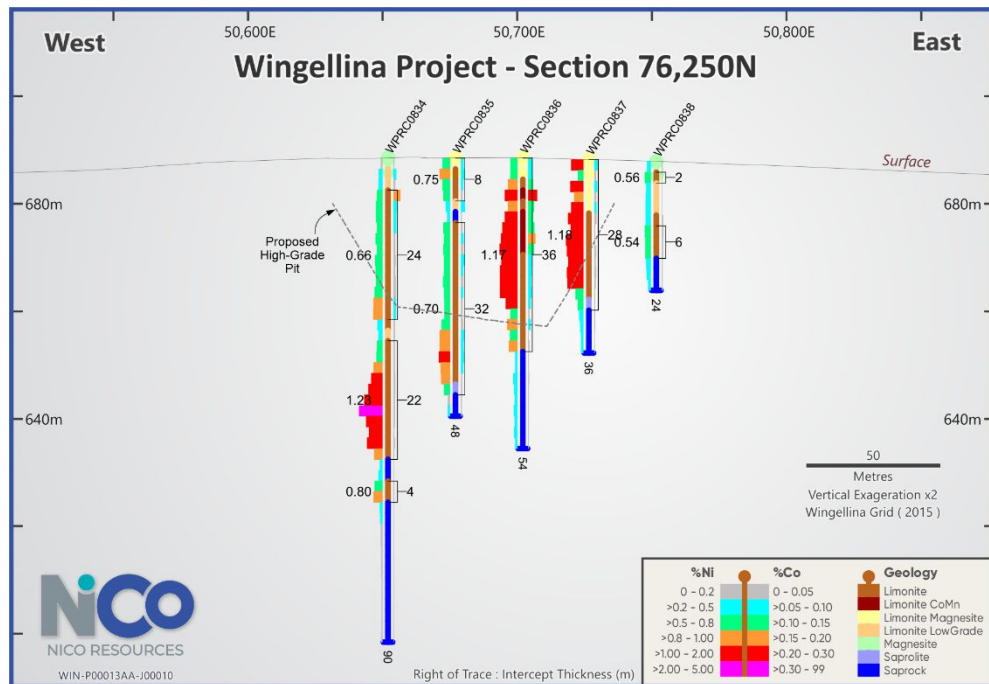 50,600E
50,700E
50,800E
West
East
Wingellina Project - Section 76,250N
WPRC0834
WPRC0835
WPRC0836
WPRC0837
WPRC0838
Surface
680m
680m
640m
640m
Proposed
High-Grade
Pit
0.66
24
1.23
22
0.80
4
90
0.75
8
0.70
32
48
1.17
36
54
1.18
28
36
0.56
2
0.54
6
24
50
Metres
Vertical Exageration x2
Wingellina Grid ( 2015 )
NiCo
NICO RESOURCES
WIN-P00013AA-J00010
Right of Trace : Intercept Thickness (m)
%Ni %Co Geology
0 - 0.2 0 - 0.05 Limonite
>0.2 - 0.5 >0.05 - 0.10 Limonite CoMn
>0.5 - 0.8 >0.10 - 0.15 Limonite Magnesite
>0.8 - 1.00 >0.15 - 0.20 Limonite LowGrade
>1.00 - 2.00 >0.20 - 0.30 Magnesite
>2.00 - 5.00 >0.30 - 99 Saprolite
Saprock